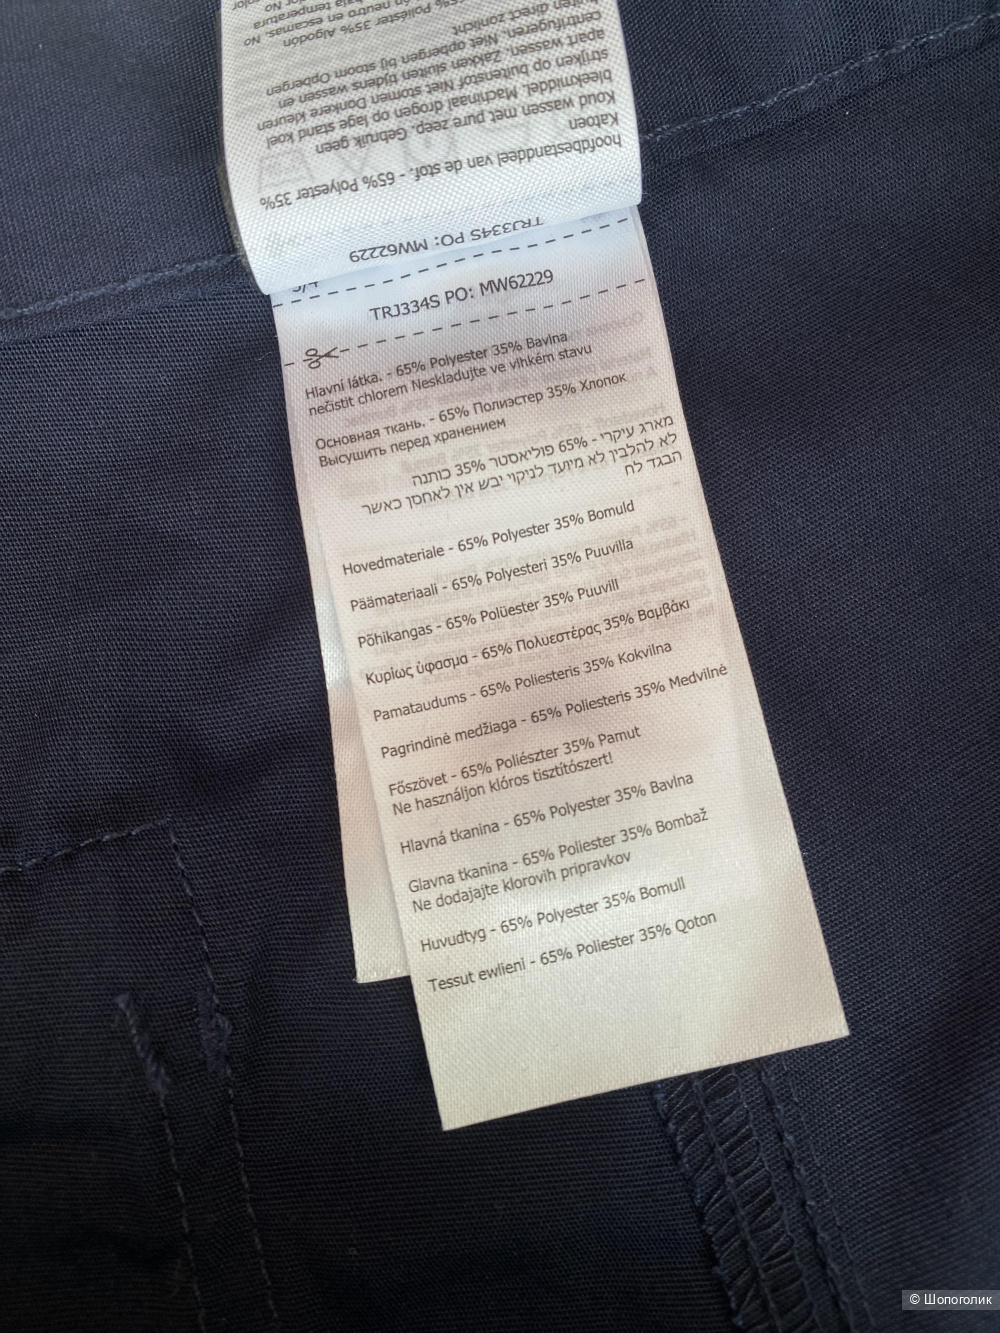 hoofdbestanddeel van de stof. - 65% Polyester 35%
Katoen
Koud wassen met pure zeep. Gebruik geen
bleekmiddel. Machinaal drogen op lage stand koel
strijken op buitenstof Niet stomen Donkere kleuren
apart wassen. Zakken sluiten tijdens wassen en
centrifugeren. Niet opbergen bij stoom Opbergen
direct zonlicht
Poliéster 35% Algodón
TRJ334S PO: MW62229
TRJ334S PO: MW62229
Hlavní látka. - 65% Polyester 35% Bavlna
nečistit chlorem Neskladujte ve vlhkém stavu
Основная ткань. - 65% Полиэстер 35% Хлопок
Высушить перед хранением
מארג עיקרי - 65% פוליאסטר 35% כותנה
לא להלבין לא מיועד לניקוי יבש אין לאחסן כאשר
הבגד לח
Hovedmateriale - 65% Polyester 35% Bomuld
Päämateriaali - 65% Polyesteri 35% Puuvilla
Põhikangas - 65% Polüester 35% Puuvill
Κυρίως ύφασμα - 65% Πολυεστέρας 35% Βαμβάκι
Pamataudums - 65% Poliesteris 35% Kokvilna
Pagrindinė medžiaga - 65% Poliesteris 35% Medvilnė
Főszövet - 65% Poliészter 35% Pamut
Ne használjon klóros tisztítószert!
Hlavná tkanina - 65% Polyester 35% Bavlna
Glavna tkanina - 65% Poliester 35% Bombaž
Ne dodajajte klorovih pripravkov
Huvudtyg - 65% Polyester 35% Bomull
Tessut ewlieni - 65% Poliester 35% Qoton
© Шопоголик